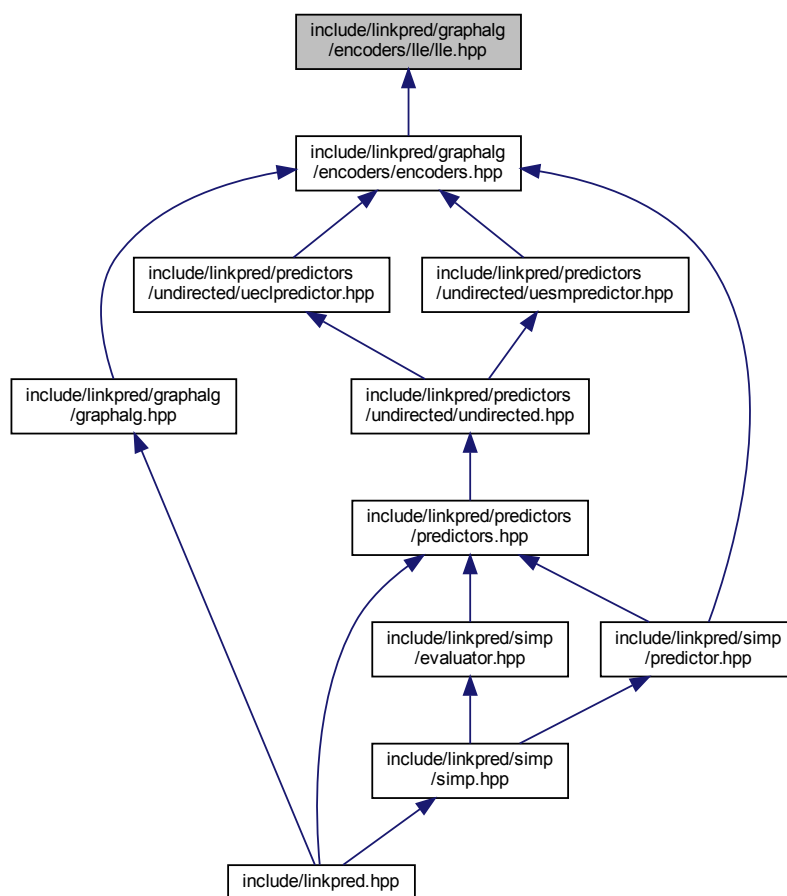 include/linkpred/graphalg
/encoders/lle/lle.hpp
include/linkpred/graphalg
/encoders/encoders.hpp
include/linkpred/predictors
/undirected/ueclpredictor.hpp
include/linkpred/predictors
/undirected/uesmpredictor.hpp
include/linkpred/graphalg
/graphalg.hpp
include/linkpred/predictors
/undirected/undirected.hpp
include/linkpred/predictors
/predictors.hpp
include/linkpred/simp
/evaluator.hpp
include/linkpred/simp
/predictor.hpp
include/linkpred/simp
/simp.hpp
include/linkpred.hpp